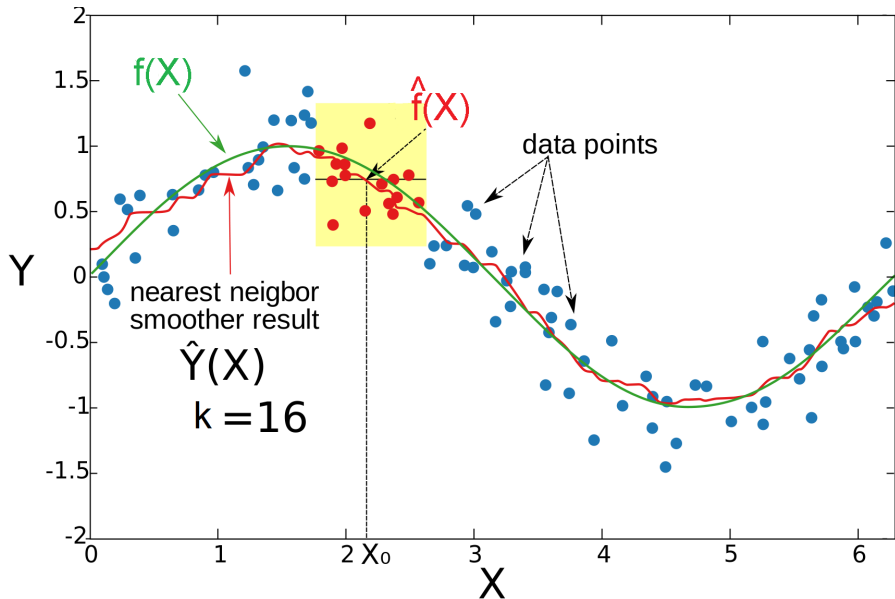 2
1.5
1
0.5
0
-0.5
-1
-1.5
-2
Y
f(X)
f̂(X)
data points
nearest neigbor
smoother result
Ŷ(X)
k =16
0 1 2 X₀ 3 4 5 6
X